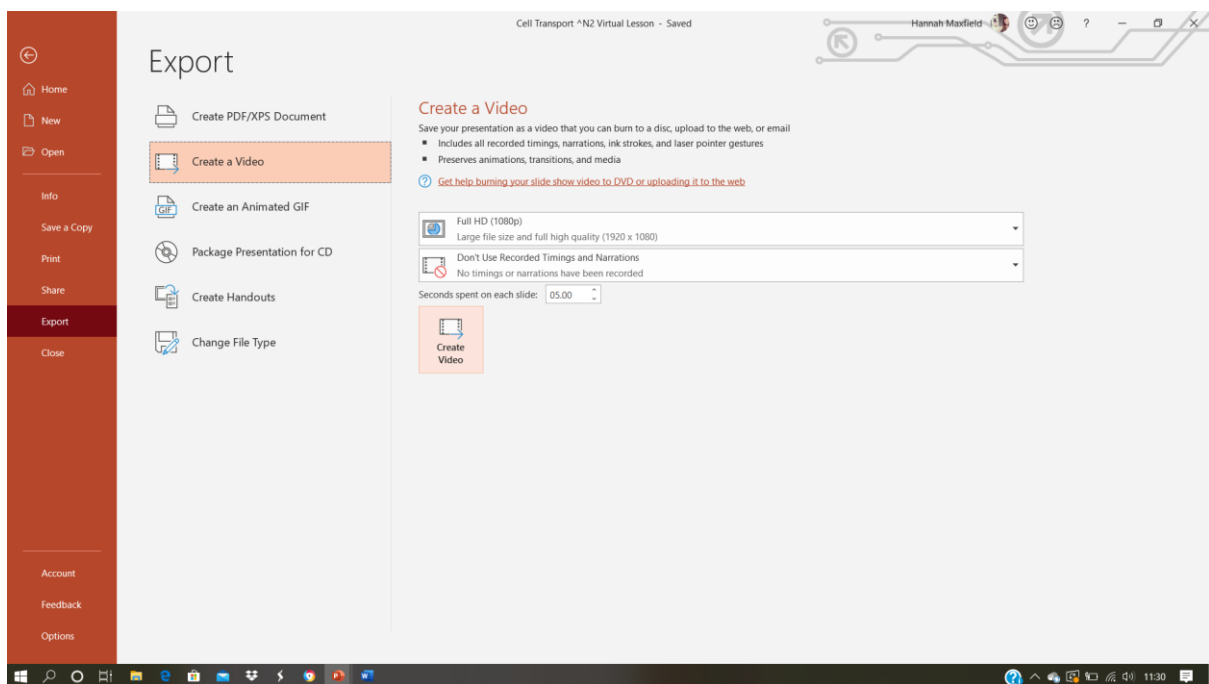 Cell Transport ^N2 Virtual Lesson - Saved
Hannah Maxfield
?
Export
Home
New
Open
Info
Save a Copy
Print
Share
Export
Close
Account
Feedback
Options
Create PDF/XPS Document
Create a Video
Create an Animated GIF
Package Presentation for CD
Create Handouts
Change File Type
Create a Video
Save your presentation as a video that you can burn to a disc, upload to the web, or email
Includes all recorded timings, narrations, ink strokes, and laser pointer gestures
Preserves animations, transitions, and media
Get help burning your slide show video to DVD or uploading it to the web
Full HD (1080p)
Large file size and full high quality (1920 x 1080)
Don't Use Recorded Timings and Narrations
No timings or narrations have been recorded
Seconds spent on each slide: 05.00
Create
Video
11:30